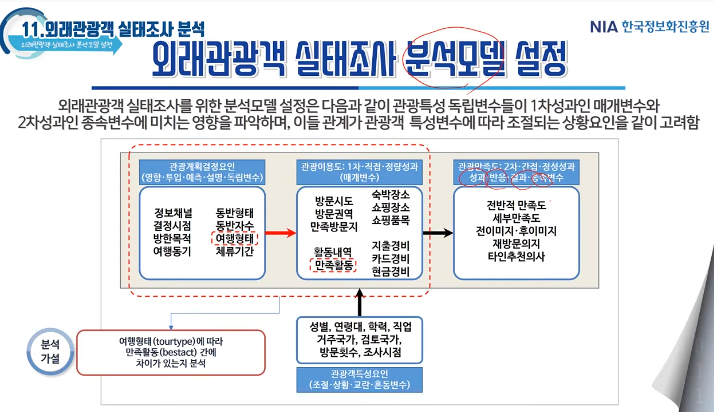 11.외래관광객 실태조사 분석
외래관광객 실태조사 분석모델 설정
NIA 한국정보화진흥원
외래관광객 실태조사 분석모델 설정
외래관광객 실태조사를 위한 분석모델 설정은 다음과 같이 관광특성 독립변수들이 1차성과인 매개변수와
2차성과인 종속변수에 미치는 영향을 파악하며, 이들 관계가 관광객 특성변수에 따라 조절되는 상황요인을 같이 고려함
관광계획결정요인
(영향·투입·예측·설명·독립변수)
정보채널
결정시점
방한목적
여행동기
동반형태
동반자수
여행형태
체류기간
관광이용도: 1차·직접·정량성과
(매개변수)
방문시도
방문권역
만족방문지
활동내역
만족활동
숙박장소
쇼핑장소
쇼핑품목
지출경비
카드경비
현금경비
관광만족도: 2차·간접·정성성과
성과·반응·결과·종속변수
전반적 만족도
세부만족도
전이미지·후이미지
재방문의지
타인추천의사
분석
가설
여행형태(tourtype)에 따라
만족활동(bestact) 간에
차이가 있는지 분석
성별, 연령대, 학력, 직업
거주국가, 검토국가,
방문횟수, 조사시점
관광객특성요인
(조절·상황·교란·혼동변수)